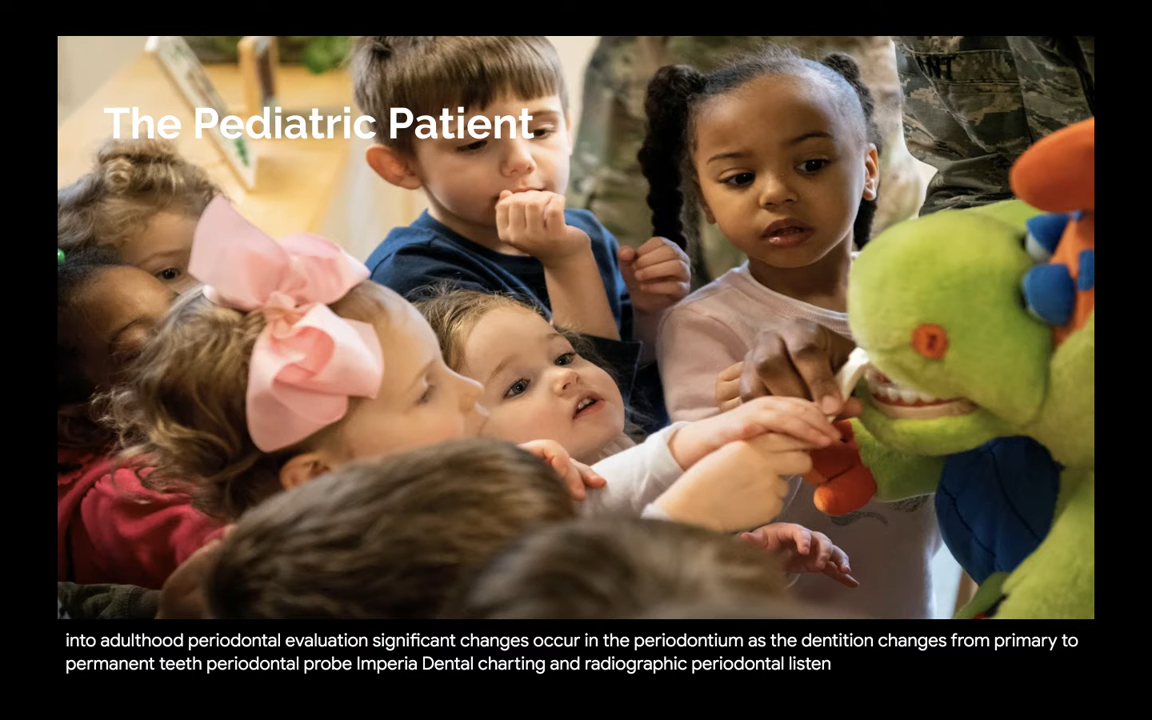 The Pediatric Patient
into adulthood periodontal evaluation significant changes occur in the periodontium as the dentition changes from primary to
permanent teeth periodontal probe Imperia Dental charting and radiographic periodontal listen